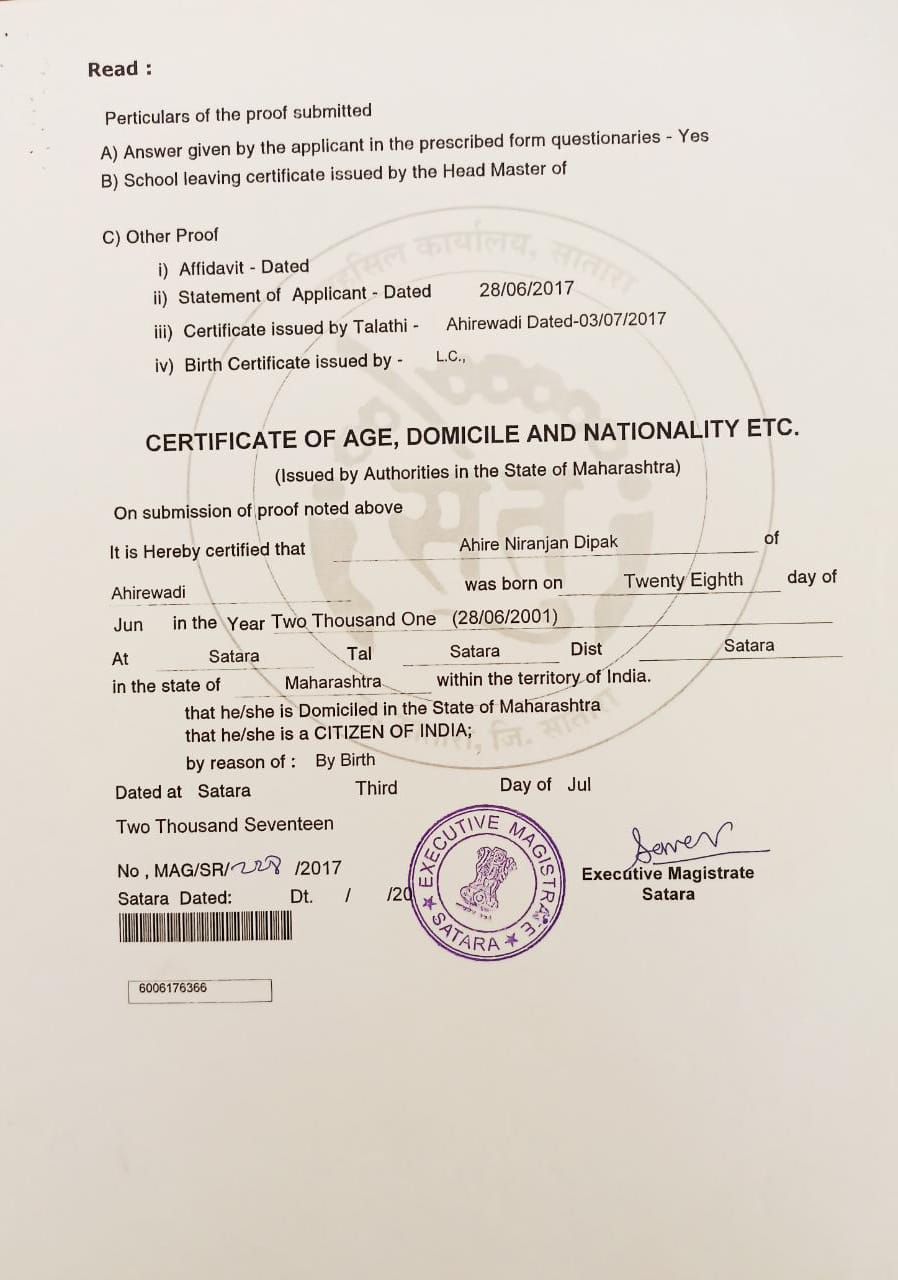 Read :
Perticulars of the proof submitted
A) Answer given by the applicant in the prescribed form questionaries - Yes
B) School leaving certificate issued by the Head Master of
C) Other Proof
i) Affidavit - Dated
ii) Statement of Applicant - Dated 28/06/2017
iii) Certificate issued by Talathi - Ahirewadi Dated-03/07/2017
iv) Birth Certificate issued by - L.C.,
CERTIFICATE OF AGE, DOMICILE AND NATIONALITY ETC.
(Issued by Authorities in the State of Maharashtra)
On submission of proof noted above
It is Hereby certified that Ahire Niranjan Dipak of
Ahirewadi was born on Twenty Eighth day of
Jun in the Year Two Thousand One (28/06/2001)
At Satara Tal Satara Dist Satara
in the state of Maharashtra within the territory of India.
that he/she is Domiciled in the State of Maharashtra
that he/she is a CITIZEN OF INDIA;
by reason of : By Birth
Dated at Satara Third Day of Jul
Two Thousand Seventeen
No , MAG/SR/228 /2017
Satara Dated: Dt. / /20
EXECUTIVE MAGISTRATE
SATARA
Executive Magistrate
Satara
6006176366
कार्यालय, सातारा
सेतु
जि. सातारा